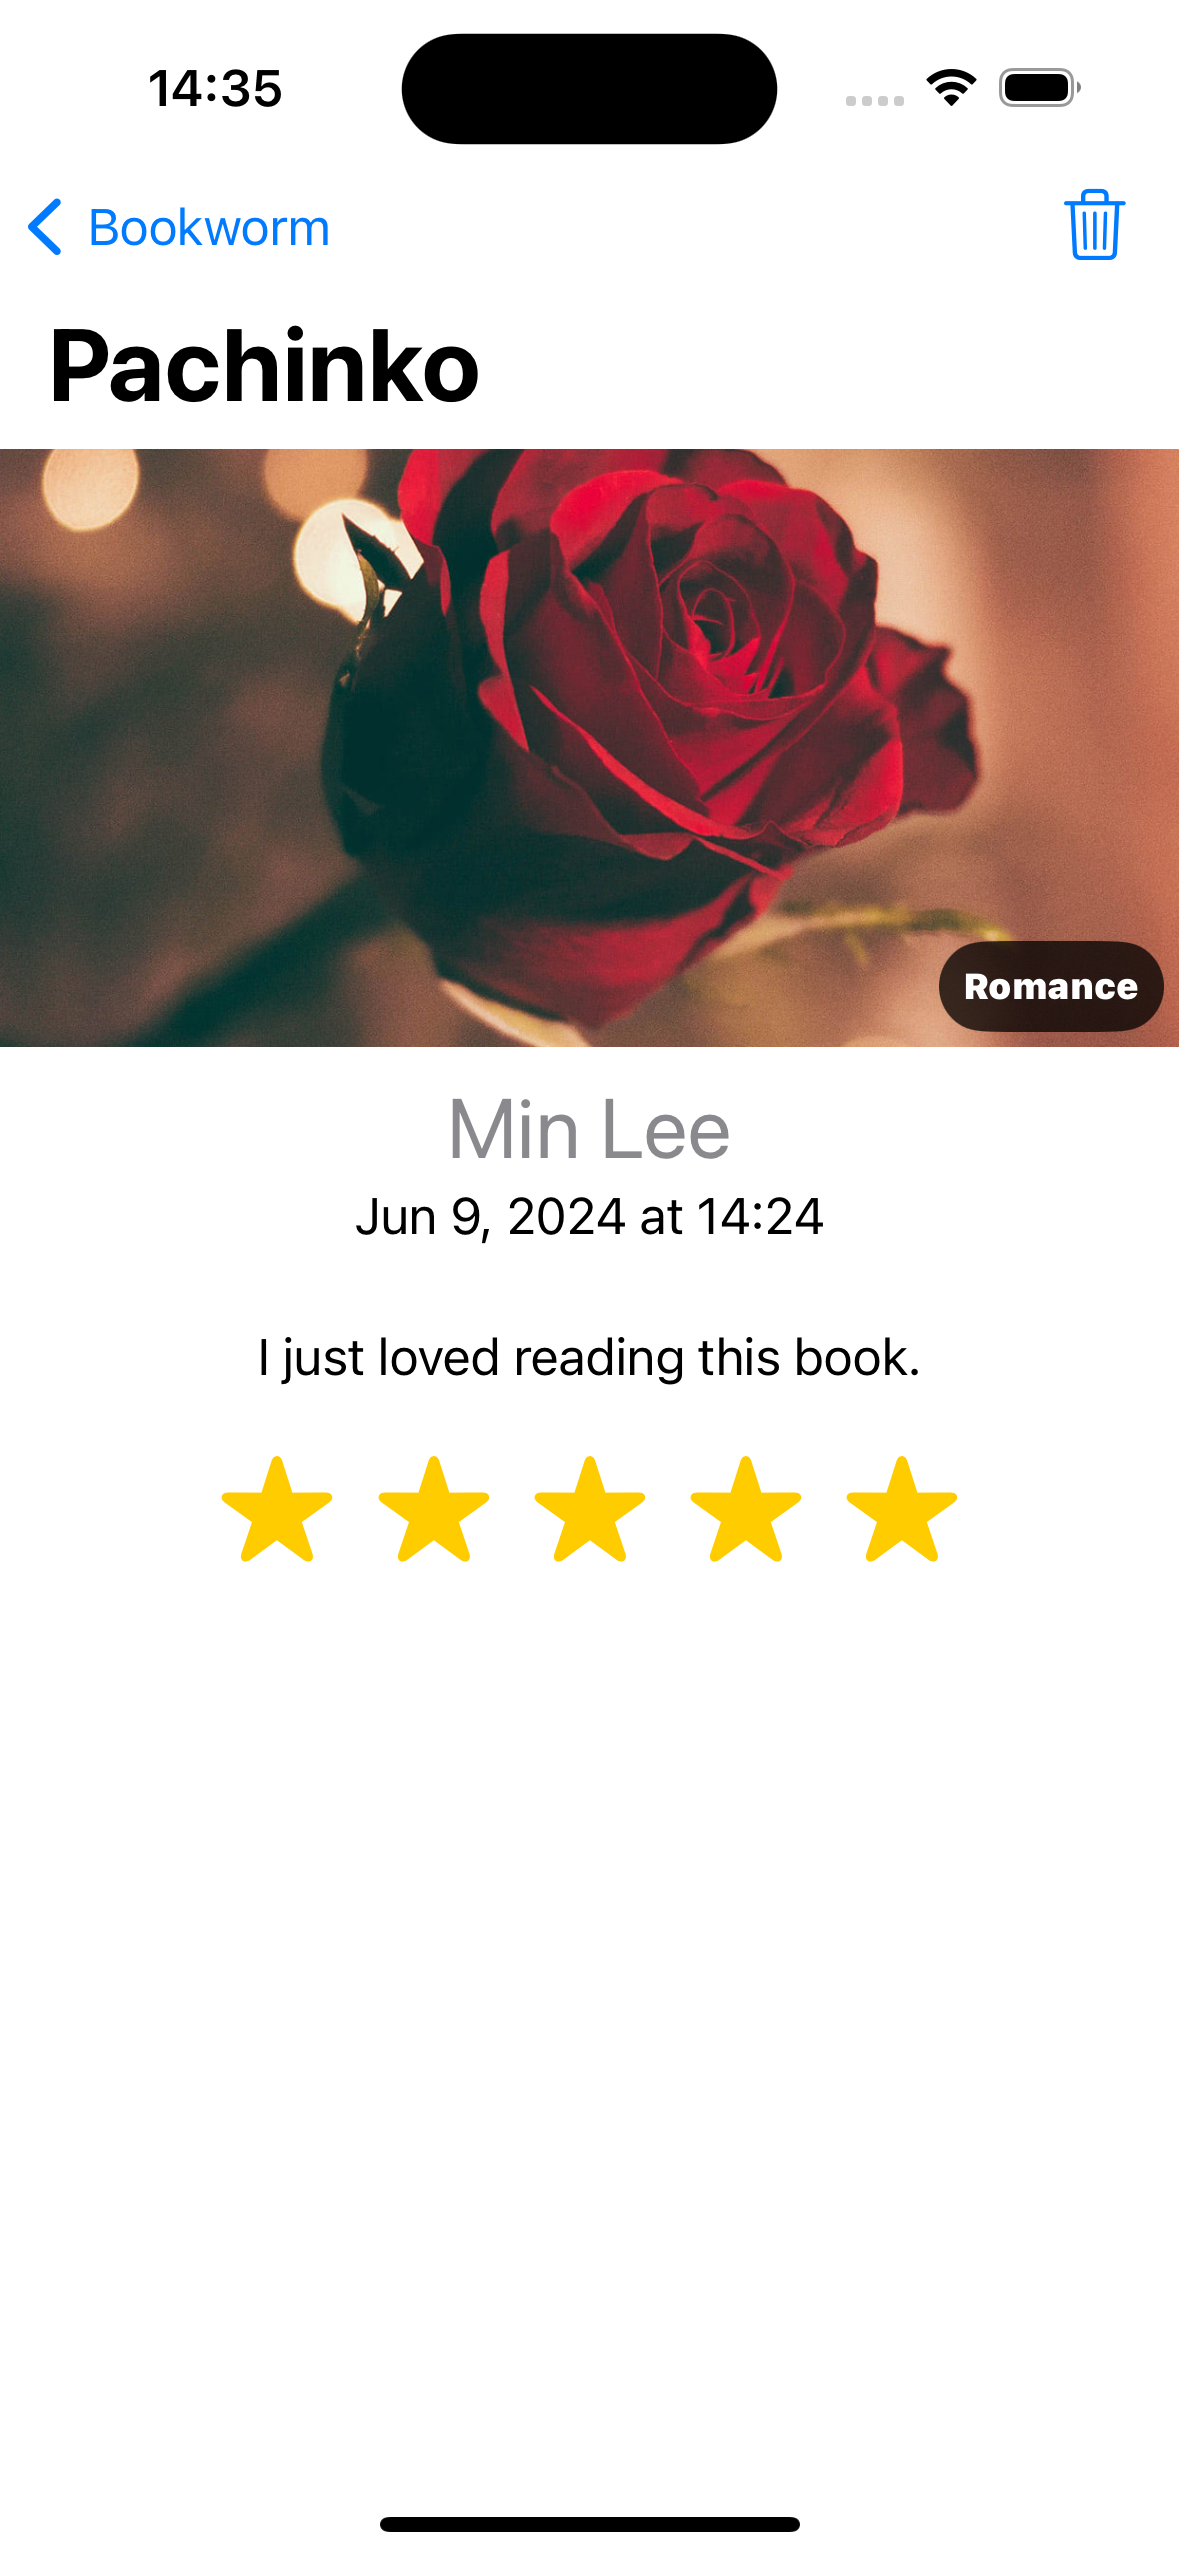 14:35
Bookworm
Pachinko
Romance
Min Lee
Jun 9, 2024 at 14:24
I just loved reading this book.